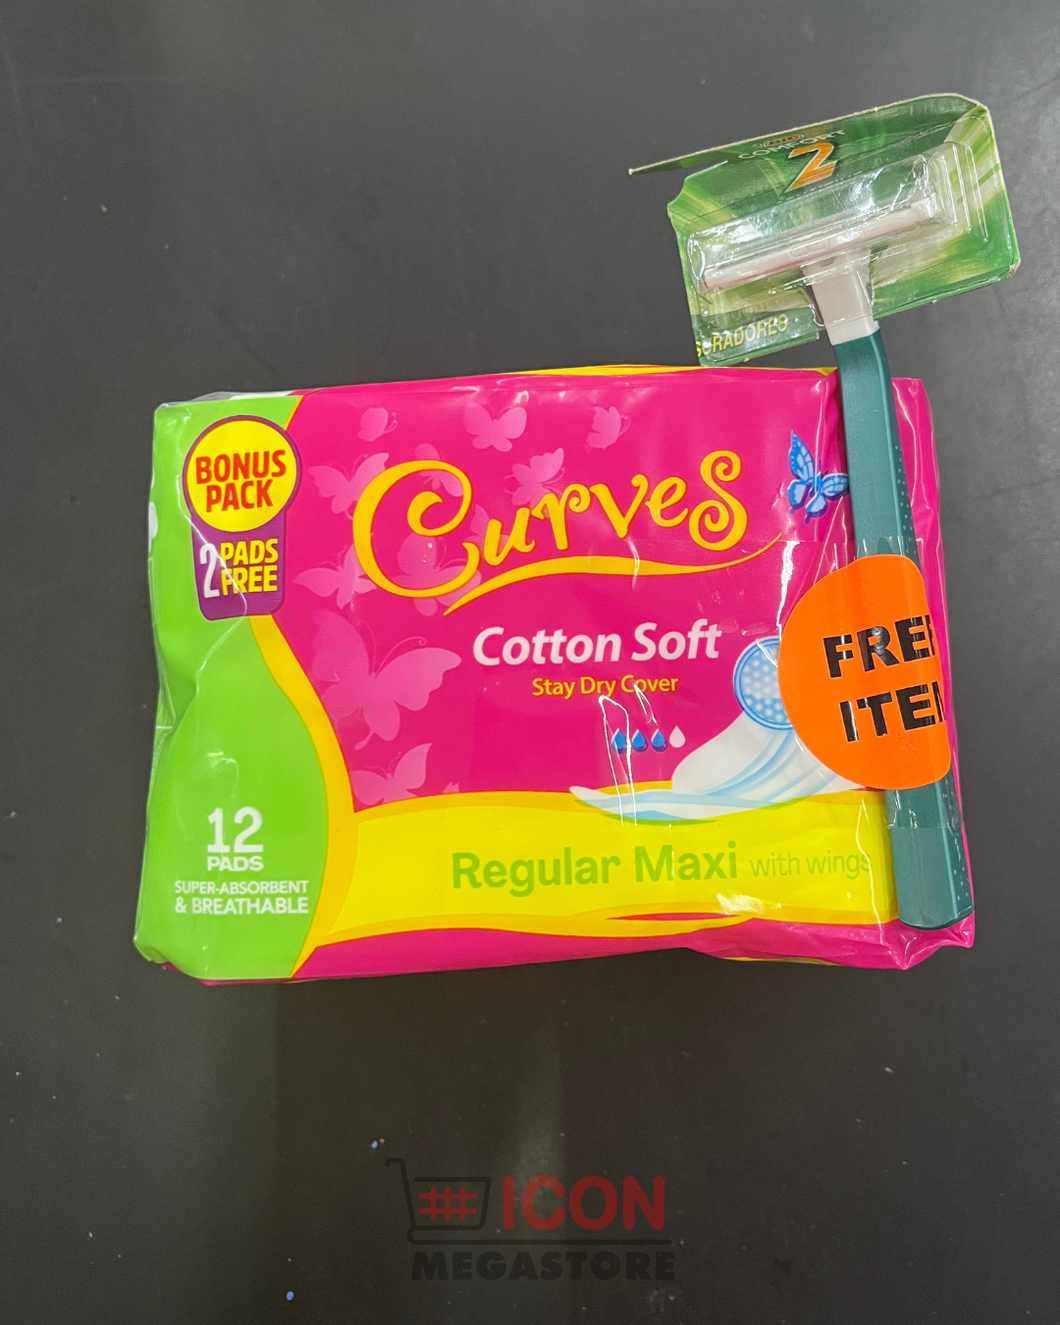 COMFORT
2
BONUS
PACK
2 PADS
FREE
Curves
Cotton Soft
Stay Dry Cover
FREE
ITEM
12
PADS
SUPER-ABSORBENT
& BREATHABLE
Regular Maxi with wings
ICON
MEGASTORE